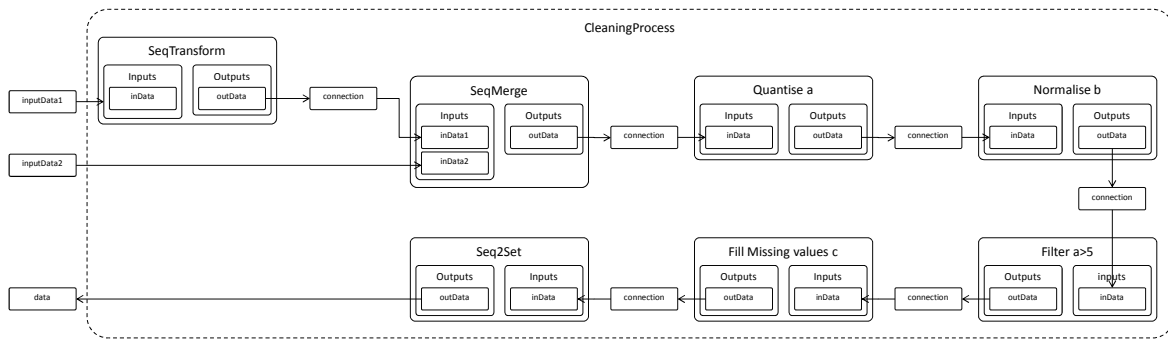 CleaningProcess
SeqTransform
Inputs
inData
Outputs
outData
inputData1
connection
SeqMerge
Inputs
inData1
inData2
Outputs
outData
inputData2
connection
Quantise a
Inputs
inData
Outputs
outData
connection
Normalise b
Inputs
inData
Outputs
outData
connection
Seq2Set
Outputs
outData
Inputs
inData
data
connection
Fill Missing values c
Outputs
outData
Inputs
inData
connection
Filter a>5
Outputs
outData
inputs
inData